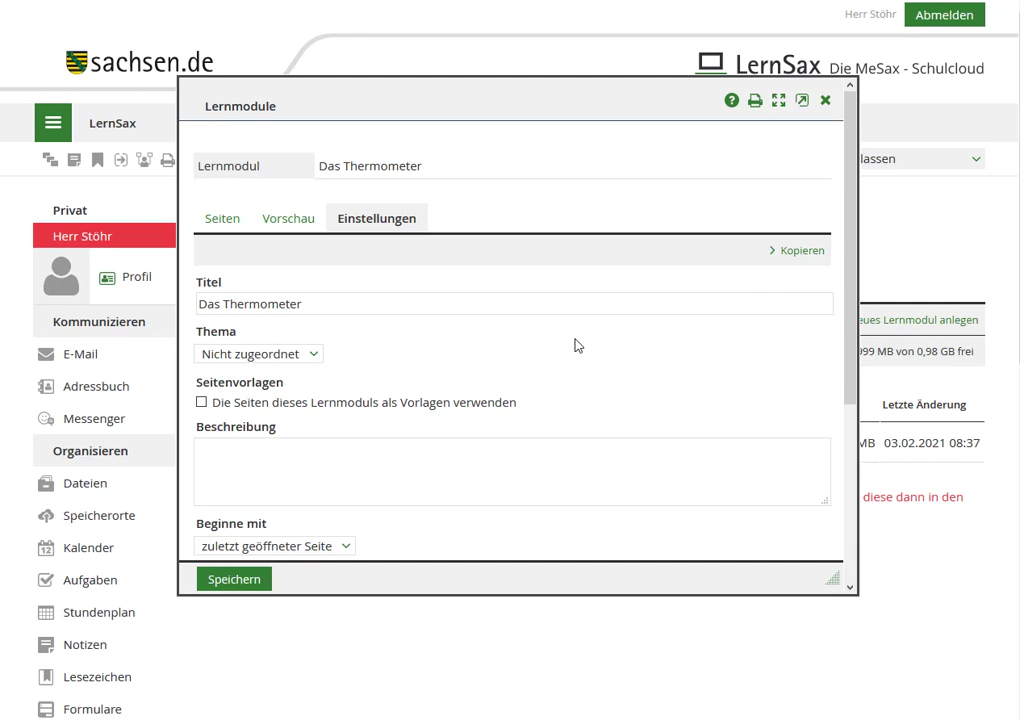 Herr Stöhr
Abmelden
sachsen.de
LernSax Die MeSax - Schulcloud
LernSax
lassen
Privat
Herr Stöhr
Profil
Kommunizieren
E-Mail
Adressbuch
Messenger
Organisieren
Dateien
Speicherorte
12
Kalender
Aufgaben
Stundenplan
Notizen
Lesezeichen
Formulare
Lernmodule
Lernmodul
Das Thermometer
Seiten
Vorschau
Einstellungen
Kopieren
Titel
Das Thermometer
Thema
Nicht zugeordnet
Seitenvorlagen
Die Seiten dieses Lernmoduls als Vorlagen verwenden
Beschreibung
Beginne mit
zuletzt geöffneter Seite
Speichern
eues Lernmodul anlegen
999 MB von 0,98 GB frei
Letzte Änderung
MB 03.02.2021 08:37
diese dann in den